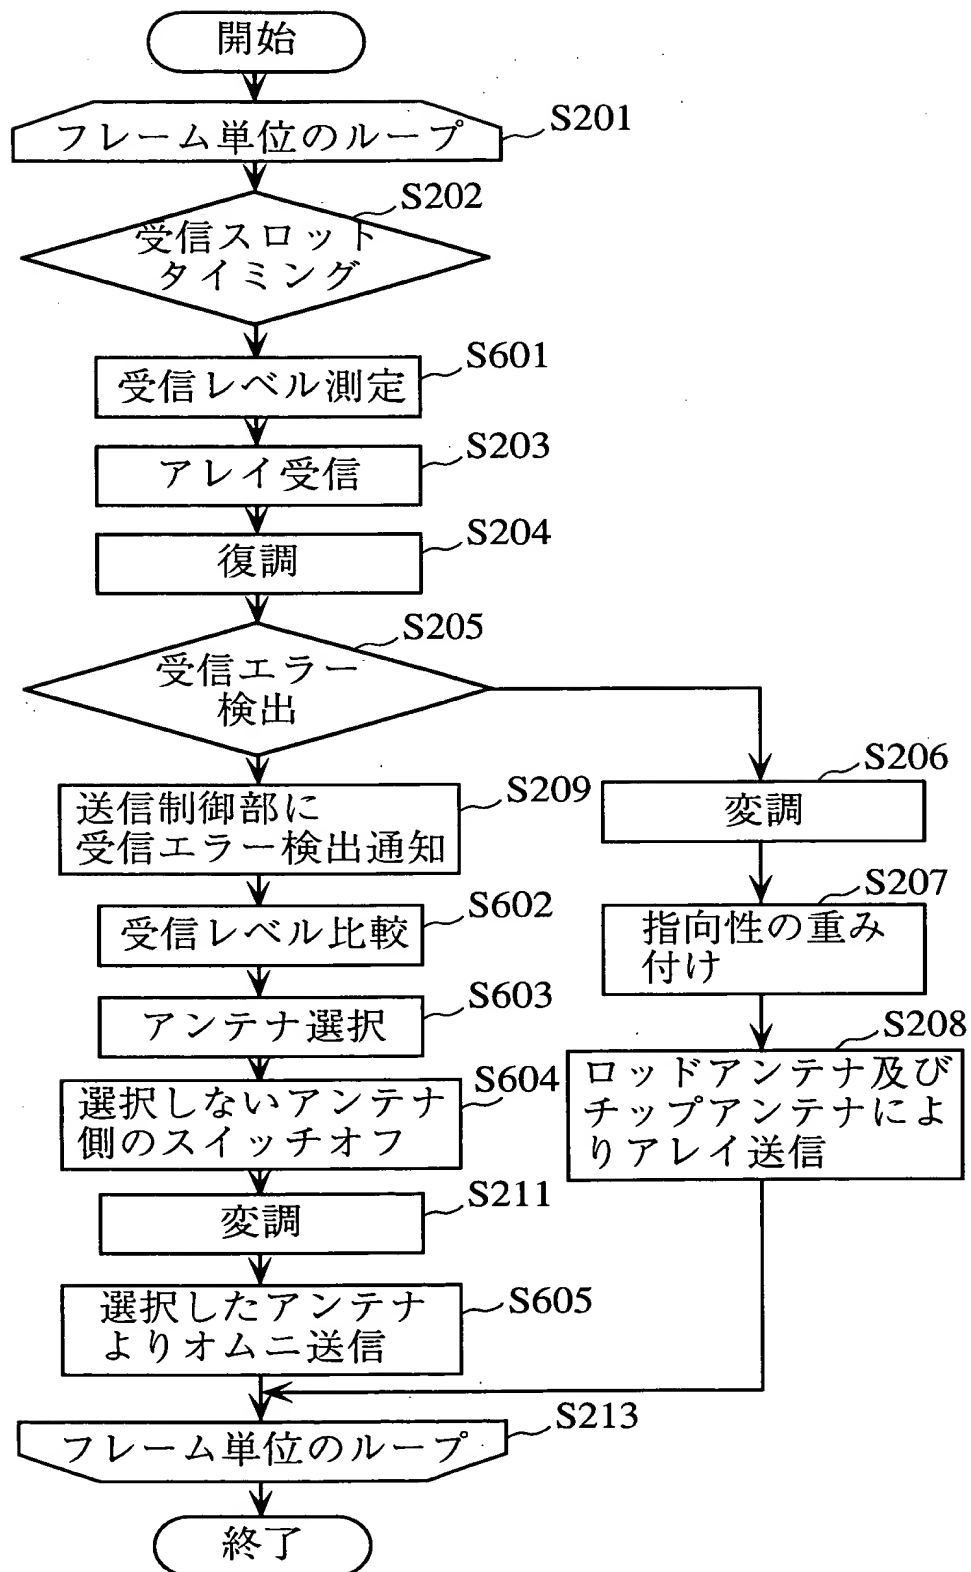 開始
フレーム単位のループ
S201
S202
受信スロット
タイミング
S601
受信レベル測定
S203
アレイ受信
S204
復調
S205
受信エラー
検出
S209
送信制御部に
受信エラー検出通知
S602
受信レベル比較
S603
アンテナ選択
S604
選択しないアンテナ
側のスイッチオフ
S211
変調
S605
選択したアンテナ
よりオムニ送信
S206
変調
S207
指向性の重み
付け
S208
ロッドアンテナ及び
チップアンテナによ
りアレイ送信
S213
フレーム単位のループ
終了